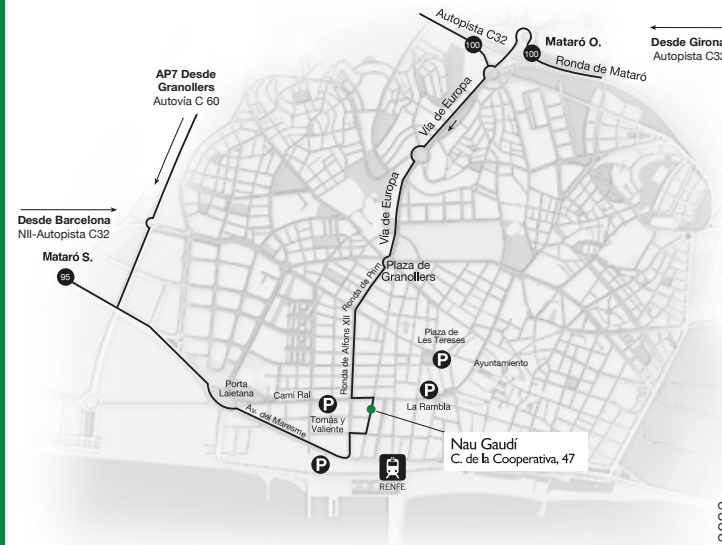 Autopista C32
100
100
Mataró O.
Ronda de Mataró
Desde Girona
Autopista C32
AP7 Desde
Granollers
Autovía C 60
Vía de Europa
Vía de Europa
Desde Barcelona
NII-Autopista C32
Mataró S.
95
Plaza de
Granollers
Ronda de Prim
Ronda de Alfons XII
Plaza de
Les Tereses
P
Ayuntamiento
Porta
Laietana
Camí Ral
P
P
La Rambla
Av. del Maresme
Tomás y
Valiente
Nau Gaudí
C. de la Cooperativa, 47
P
RENFE